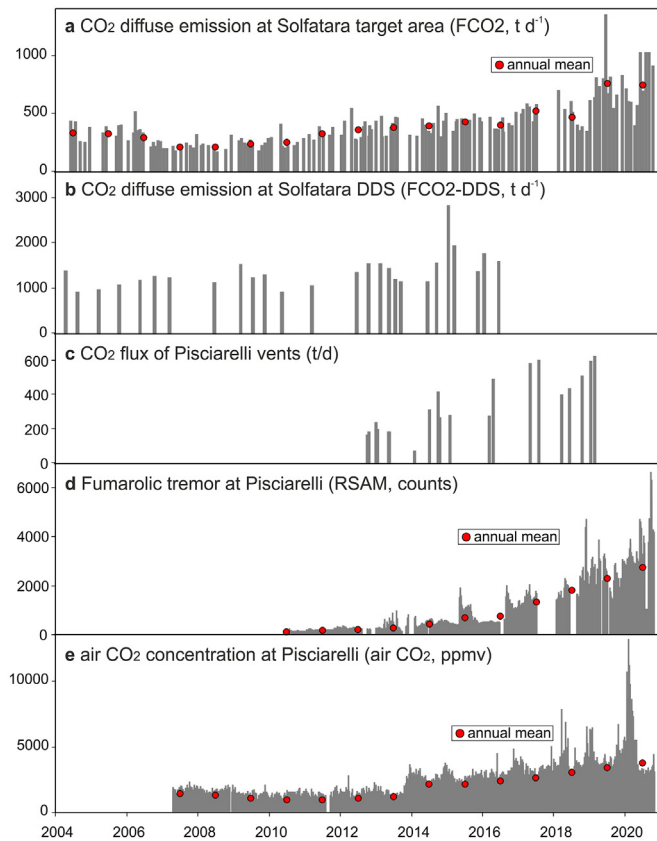 a CO2 diffuse emission at Solfatara target area (FCO2, t d-1)
annual mean
1000
500
0
b CO2 diffuse emission at Solfatara DDS (FCO2-DDS, t d-1)
3000
2000
1000
0
c CO2 flux of Pisciarelli vents (t/d)
600
400
200
0
d Fumarolic tremor at Pisciarelli (RSAM, counts)
annual mean
6000
4000
2000
0
e air CO2 concentration at Pisciarelli (air CO2, ppmv)
annual mean
10000
5000
0
2004 2006 2008 2010 2012 2014 2016 2018 2020